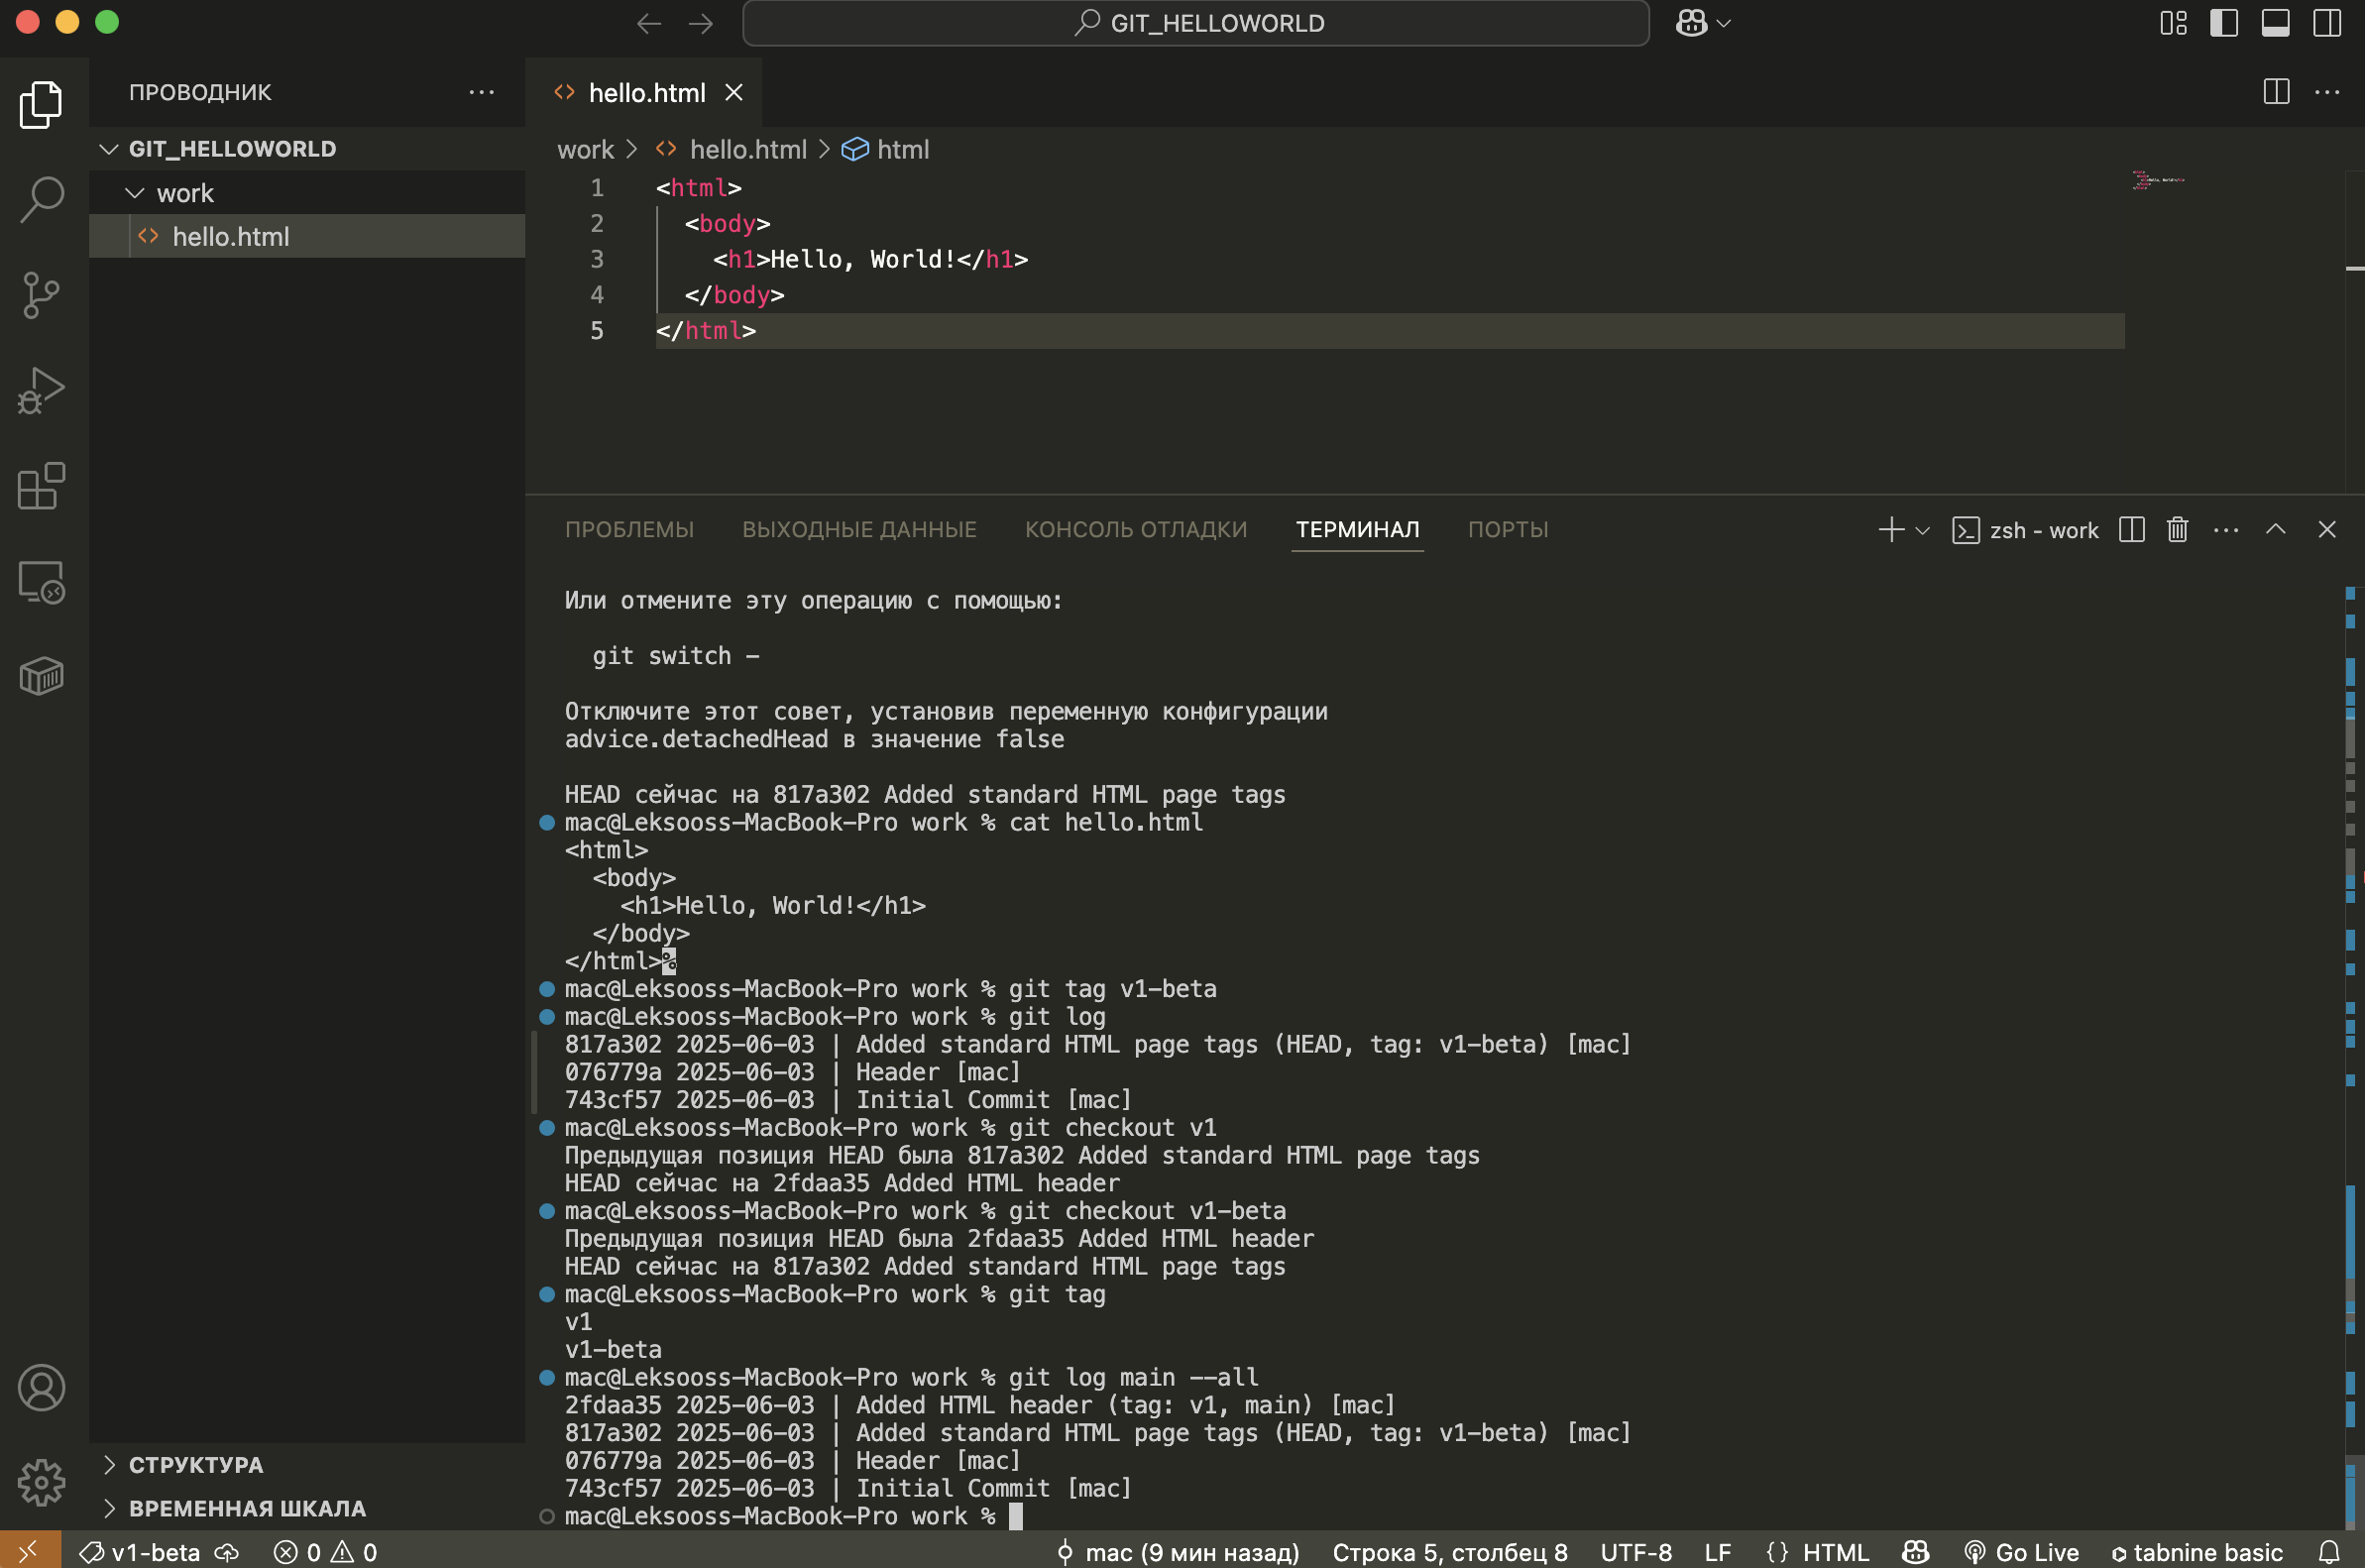 GIT_HELLOWORLD
ПРОВОДНИК
hello.html
GIT_HELLOWORLD
work > hello.html > html
work
hello.html
1 <html>
2 <body>
3 <h1>Hello, World!</h1>
4 </body>
5 </html>
ПРОБЛЕМЫ ВЫХОДНЫЕ ДАННЫЕ КОНСОЛЬ ОТЛАДКИ ТЕРМИНАЛ ПОРТЫ zsh - work
Или отмените эту операцию с помощью:
git switch -
Отключите этот совет, установив переменную конфигурации
advice.detachedHead в значение false
HEAD сейчас на 817a302 Added standard HTML page tags
mac@Leksooss-MacBook-Pro work % cat hello.html
<html>
<body>
<h1>Hello, World!</h1>
</body>
</html>%
mac@Leksooss-MacBook-Pro work % git tag v1-beta
mac@Leksooss-MacBook-Pro work % git log
817a302 2025-06-03 | Added standard HTML page tags (HEAD, tag: v1-beta) [mac]
076779a 2025-06-03 | Header [mac]
743cf57 2025-06-03 | Initial Commit [mac]
mac@Leksooss-MacBook-Pro work % git checkout v1
Предыдущая позиция HEAD была 817a302 Added standard HTML page tags
HEAD сейчас на 2fdaa35 Added HTML header
mac@Leksooss-MacBook-Pro work % git checkout v1-beta
Предыдущая позиция HEAD была 2fdaa35 Added HTML header
HEAD сейчас на 817a302 Added standard HTML page tags
mac@Leksooss-MacBook-Pro work % git tag
v1
v1-beta
mac@Leksooss-MacBook-Pro work % git log main --all
2fdaa35 2025-06-03 | Added HTML header (tag: v1, main) [mac]
817a302 2025-06-03 | Added standard HTML page tags (HEAD, tag: v1-beta) [mac]
076779a 2025-06-03 | Header [mac]
743cf57 2025-06-03 | Initial Commit [mac]
mac@Leksooss-MacBook-Pro work %
СТРУКТУРА
ВРЕМЕННАЯ ШКАЛА
v1-beta 0 0 mac (9 мин назад) Строка 5, столбец 8 UTF-8 LF {} HTML Go Live tabnine basic